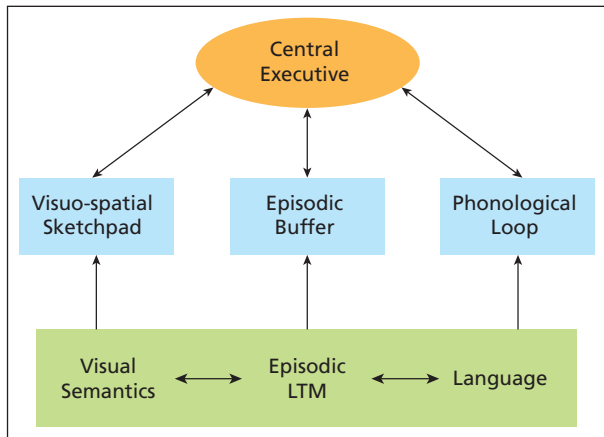 Central
Executive
Visuo-spatial
Sketchpad
Episodic
Buffer
Phonological
Loop
Visual
Semantics
Episodic
LTM
Language